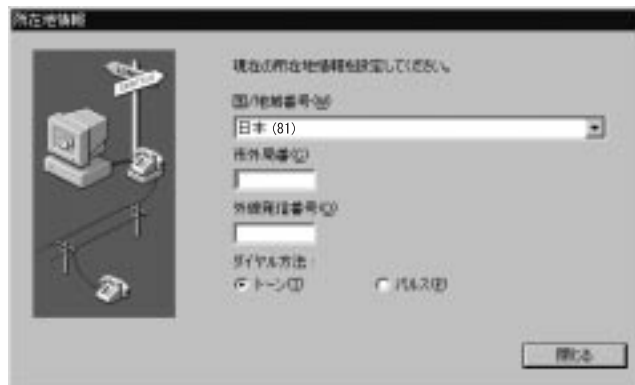 所在地情報
現在の所在地情報を設定してください。
国/地域番号(W)
日本 (81)
市外局番(C)
外線発信番号(O)
ダイヤル方法:
トーン(T) パルス(P)
閉じる